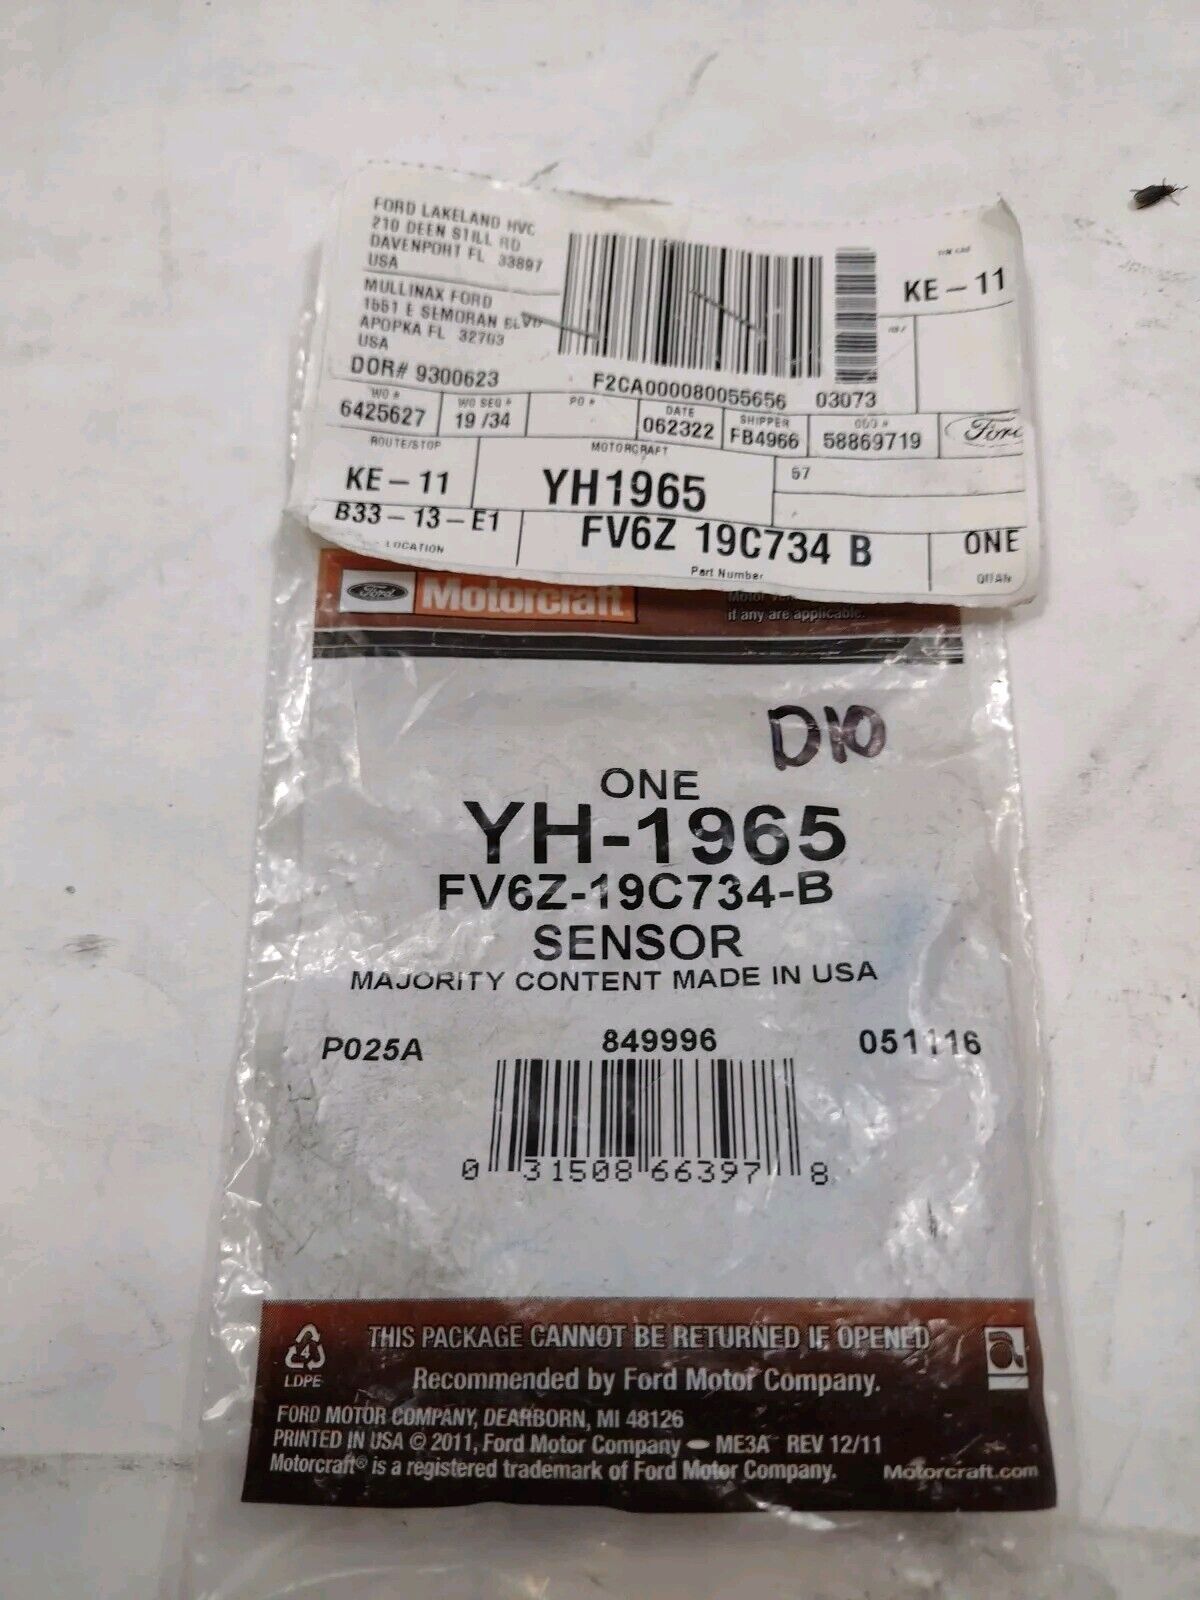 FORD LAKELAND HVC
210 DEEN STILL RD
DAVENPORT FL 33897
USA
MULLINAX FORD
1551 E SEMORAN BLVD
APOPKA FL 32703
USA
DOR# 9300623
F2CA000080055656 03073
KE-11
WO # WO SEQ # PO # DATE SHIPPER
6425627 19 /34 062322 FB4966 58869719 Ford
ROUTE/STOP MOTORCRAFT 57
KE-11 YH1965
B33-13-E1 FV6Z 19C734 B ONE
LOCATION Part Number QUAN
Ford Motorcraft
if any are applicable.
D10
ONE
YH-1965
FV6Z-19C734-B
SENSOR
MAJORITY CONTENT MADE IN USA
P025A 849996 051116
0 31508 66397 8
THIS PACKAGE CANNOT BE RETURNED IF OPENED
4
LDPE
Recommended by Ford Motor Company.
FORD MOTOR COMPANY, DEARBORN, MI 48126
PRINTED IN USA © 2011, Ford Motor Company — ME3A REV 12/11
Motorcraft® is a registered trademark of Ford Motor Company. Motorcraft.com